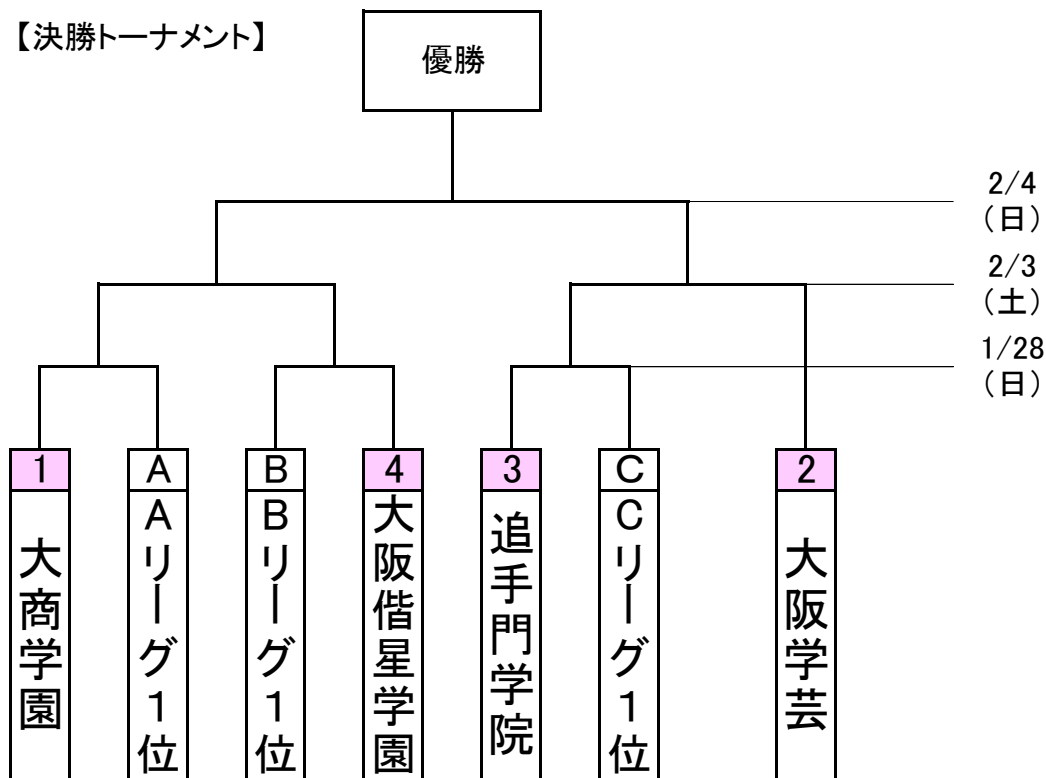 【決勝トーナメント】
優勝
2/4
(日)
2/3
(土)
1/28
(日)
1
A
B
4
3
C
2
大商学園
Aリーグ1位
Bリーグ1位
大阪偕星学園
追手門学院
Cリーグ1位
大阪学芸